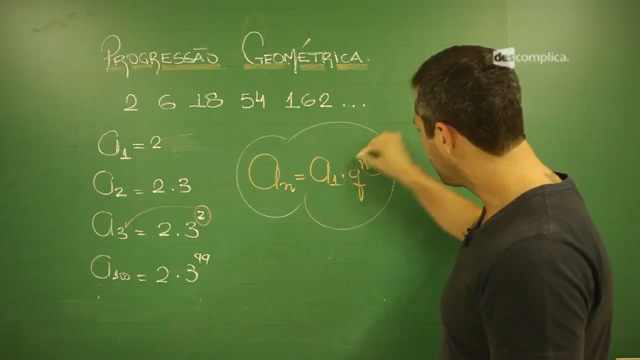 descomplica.
PROGRESSÃO GEOMÉTRICA.
2 6 18 54 162 ...
a₁ = 2
a₂ = 2.3
a₃ = 2.3²
a₁₀₀ = 2.3⁹⁹
aₙ = a₁.q